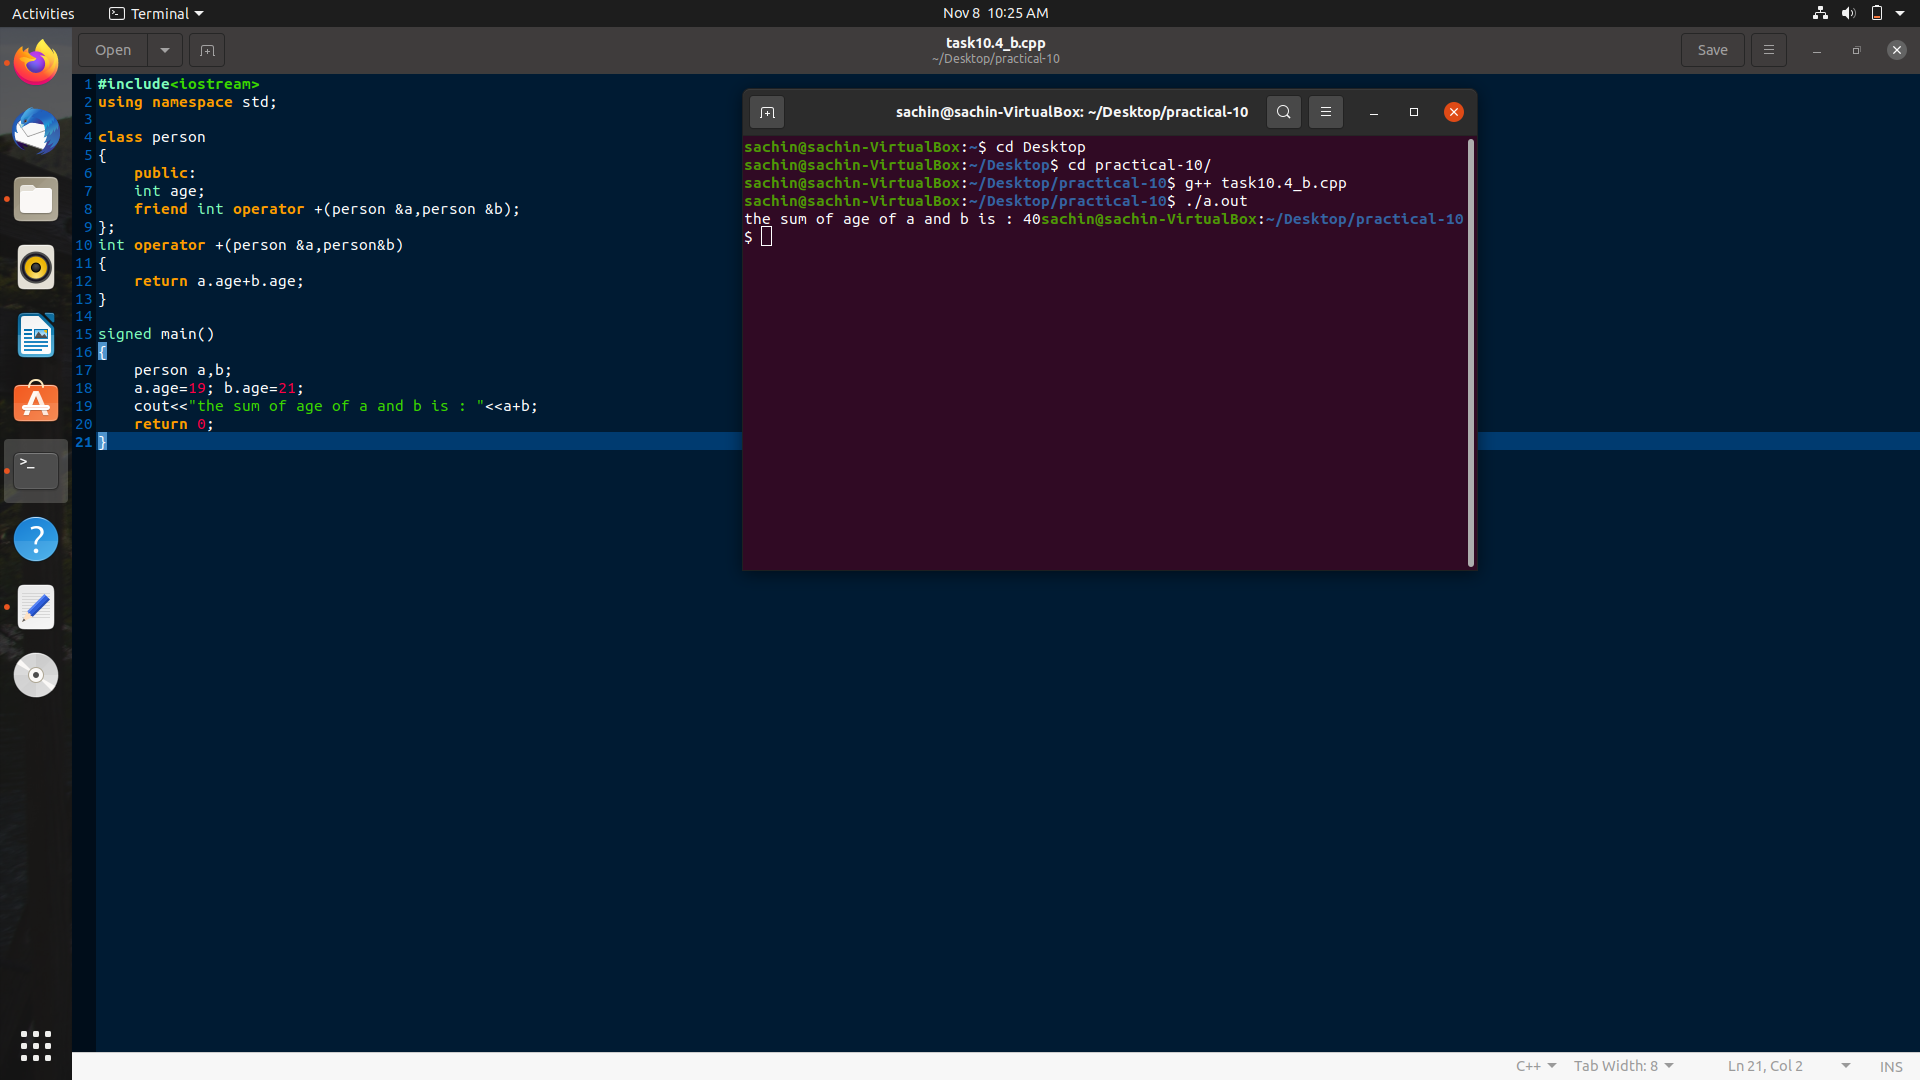 Activities
Terminal
Nov 8  10:25 AM
Open
task10.4_b.cpp
~/Desktop/practical-10
Save
1 #include<iostream>
2 using namespace std;
3
4 class person
5 {
6     public:
7     int age;
8     friend int operator +(person &a,person &b);
9 };
10 int operator +(person &a,person&b)
11 {
12     return a.age+b.age;
13 }
14
15 signed main()
16 {
17     person a,b;
18     a.age=19; b.age=21;
19     cout<<"the sum of age of a and b is : "<<a+b;
20     return 0;
21 }
sachin@sachin-VirtualBox: ~/Desktop/practical-10
sachin@sachin-VirtualBox:~$ cd Desktop
sachin@sachin-VirtualBox:~/Desktop$ cd practical-10/
sachin@sachin-VirtualBox:~/Desktop/practical-10$ g++ task10.4_b.cpp
sachin@sachin-VirtualBox:~/Desktop/practical-10$ ./a.out
the sum of age of a and b is : 40sachin@sachin-VirtualBox:~/Desktop/practical-10
$
C++
Tab Width: 8
Ln 21, Col 2
INS